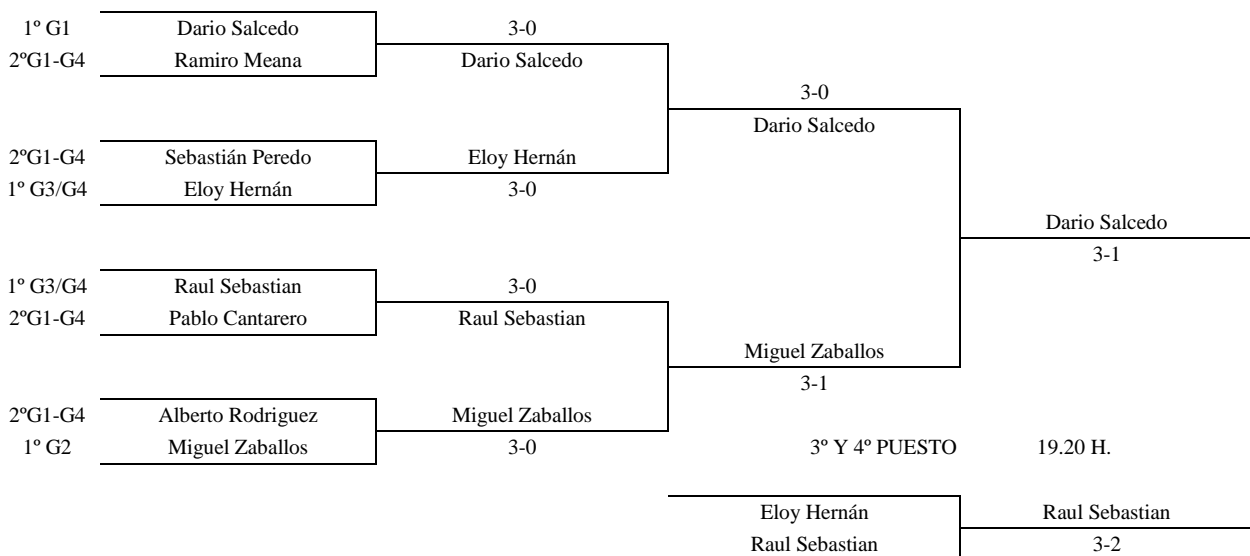 1º G1 Dario Salcedo 3-0
2ºG1-G4 Ramiro Meana Dario Salcedo
3-0
Dario Salcedo
2ºG1-G4 Sebastián Peredo Eloy Hernán
1º G3/G4 Eloy Hernán 3-0
Dario Salcedo
3-1
1º G3/G4 Raul Sebastian 3-0
2ºG1-G4 Pablo Cantarero Raul Sebastian
Miguel Zaballos
3-1
2ºG1-G4 Alberto Rodriguez Miguel Zaballos
1º G2 Miguel Zaballos 3-0 3º Y 4º PUESTO 19.20 H.
Eloy Hernán Raul Sebastian
Raul Sebastian 3-2